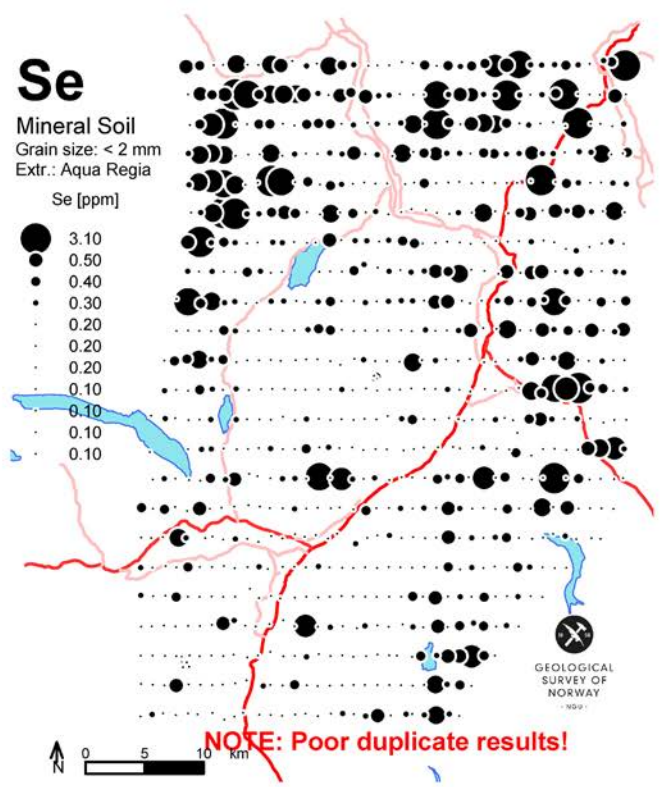 Se
Mineral Soil
Grain size: < 2 mm
Extr.: Aqua Regia
Se [ppm]
3.10
0.50
0.40
0.30
0.20
0.20
0.20
0.10
0.10
0.10
0.10
GEOLOGICAL
SURVEY OF
NORWAY
- NGU -
NOTE: Poor duplicate results!
N
0 5 10 km